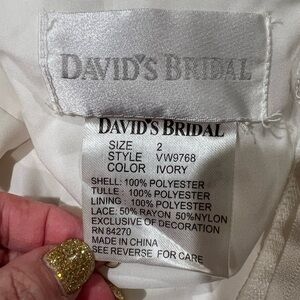 DAVID'S BRIDAL
DAVID'S BRIDAL
SIZE 2
STYLE VW9768
COLOR IVORY
SHELL: 100% POLYESTER
TULLE : 100% POLYESTER
LINING : 100% POLYESTER
LACE: 50% RAYON 50%NYLON
EXCLUSIVE OF DECORATION
RN 84270
MADE IN CHINA
SEE REVERSE FOR CARE